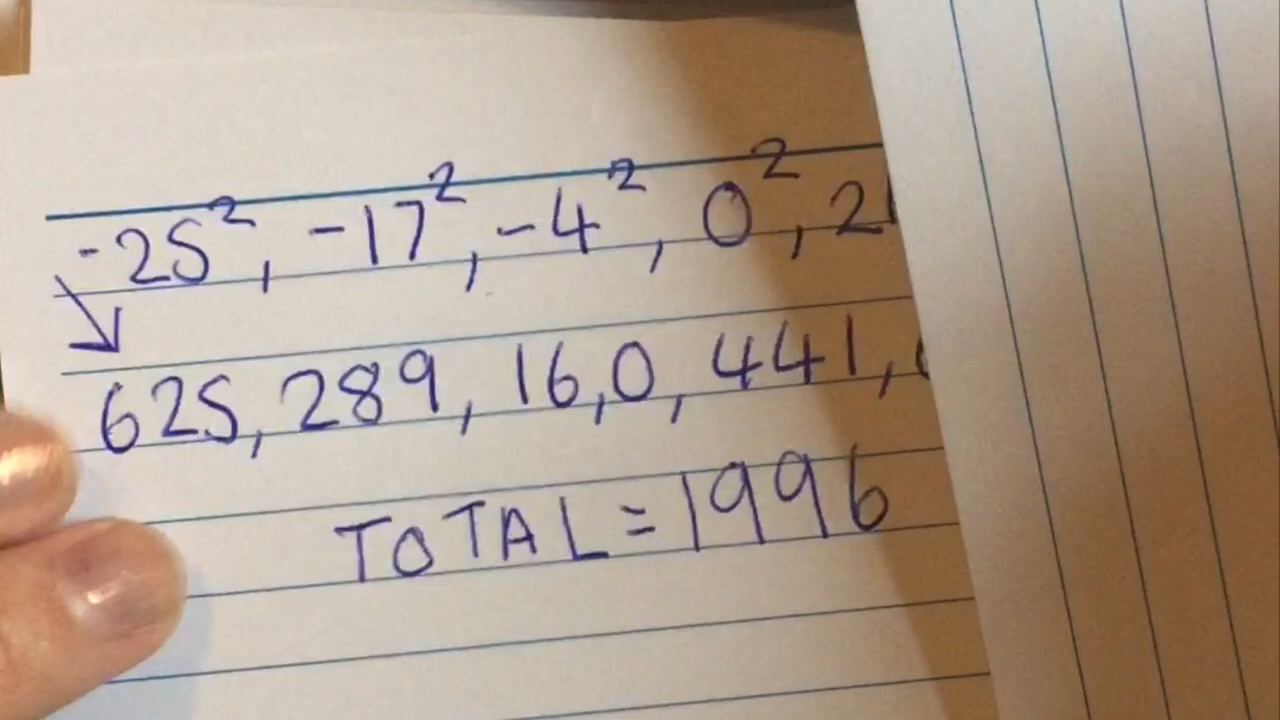 -25², -17², -4², 0², 2
625, 289, 16, 0, 441,
TOTAL = 1996